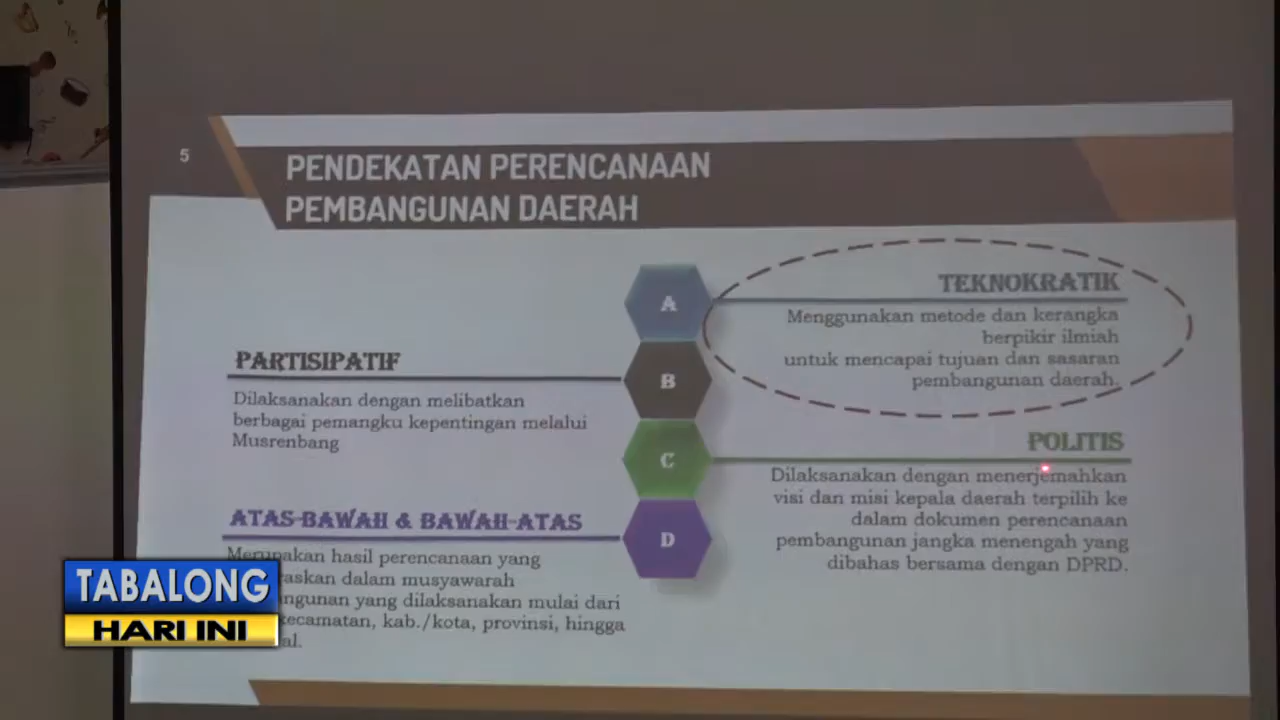 5
PENDEKATAN PERENCANAAN
PEMBANGUNAN DAERAH
A
TEKNOKRATIK
Menggunakan metode dan kerangka
berpikir ilmiah
untuk mencapai tujuan dan sasaran
pembangunan daerah.
B
PARTISIPATIF
Dilaksanakan dengan melibatkan
berbagai pemangku kepentingan melalui
Musrenbang
C
POLITIS
Dilaksanakan dengan menerjemahkan
visi dan misi kepala daerah terpilih ke
dalam dokumen perencanaan
pembangunan jangka menengah yang
dibahas bersama dengan DPRD.
D
ATAS-BAWAH & BAWAH-ATAS
Merupakan hasil perencanaan yang
dalam musyawarah
yang dilaksanakan mulai dari
kecamatan, kab./kota, provinsi, hingga
TABALONG
HARI INI